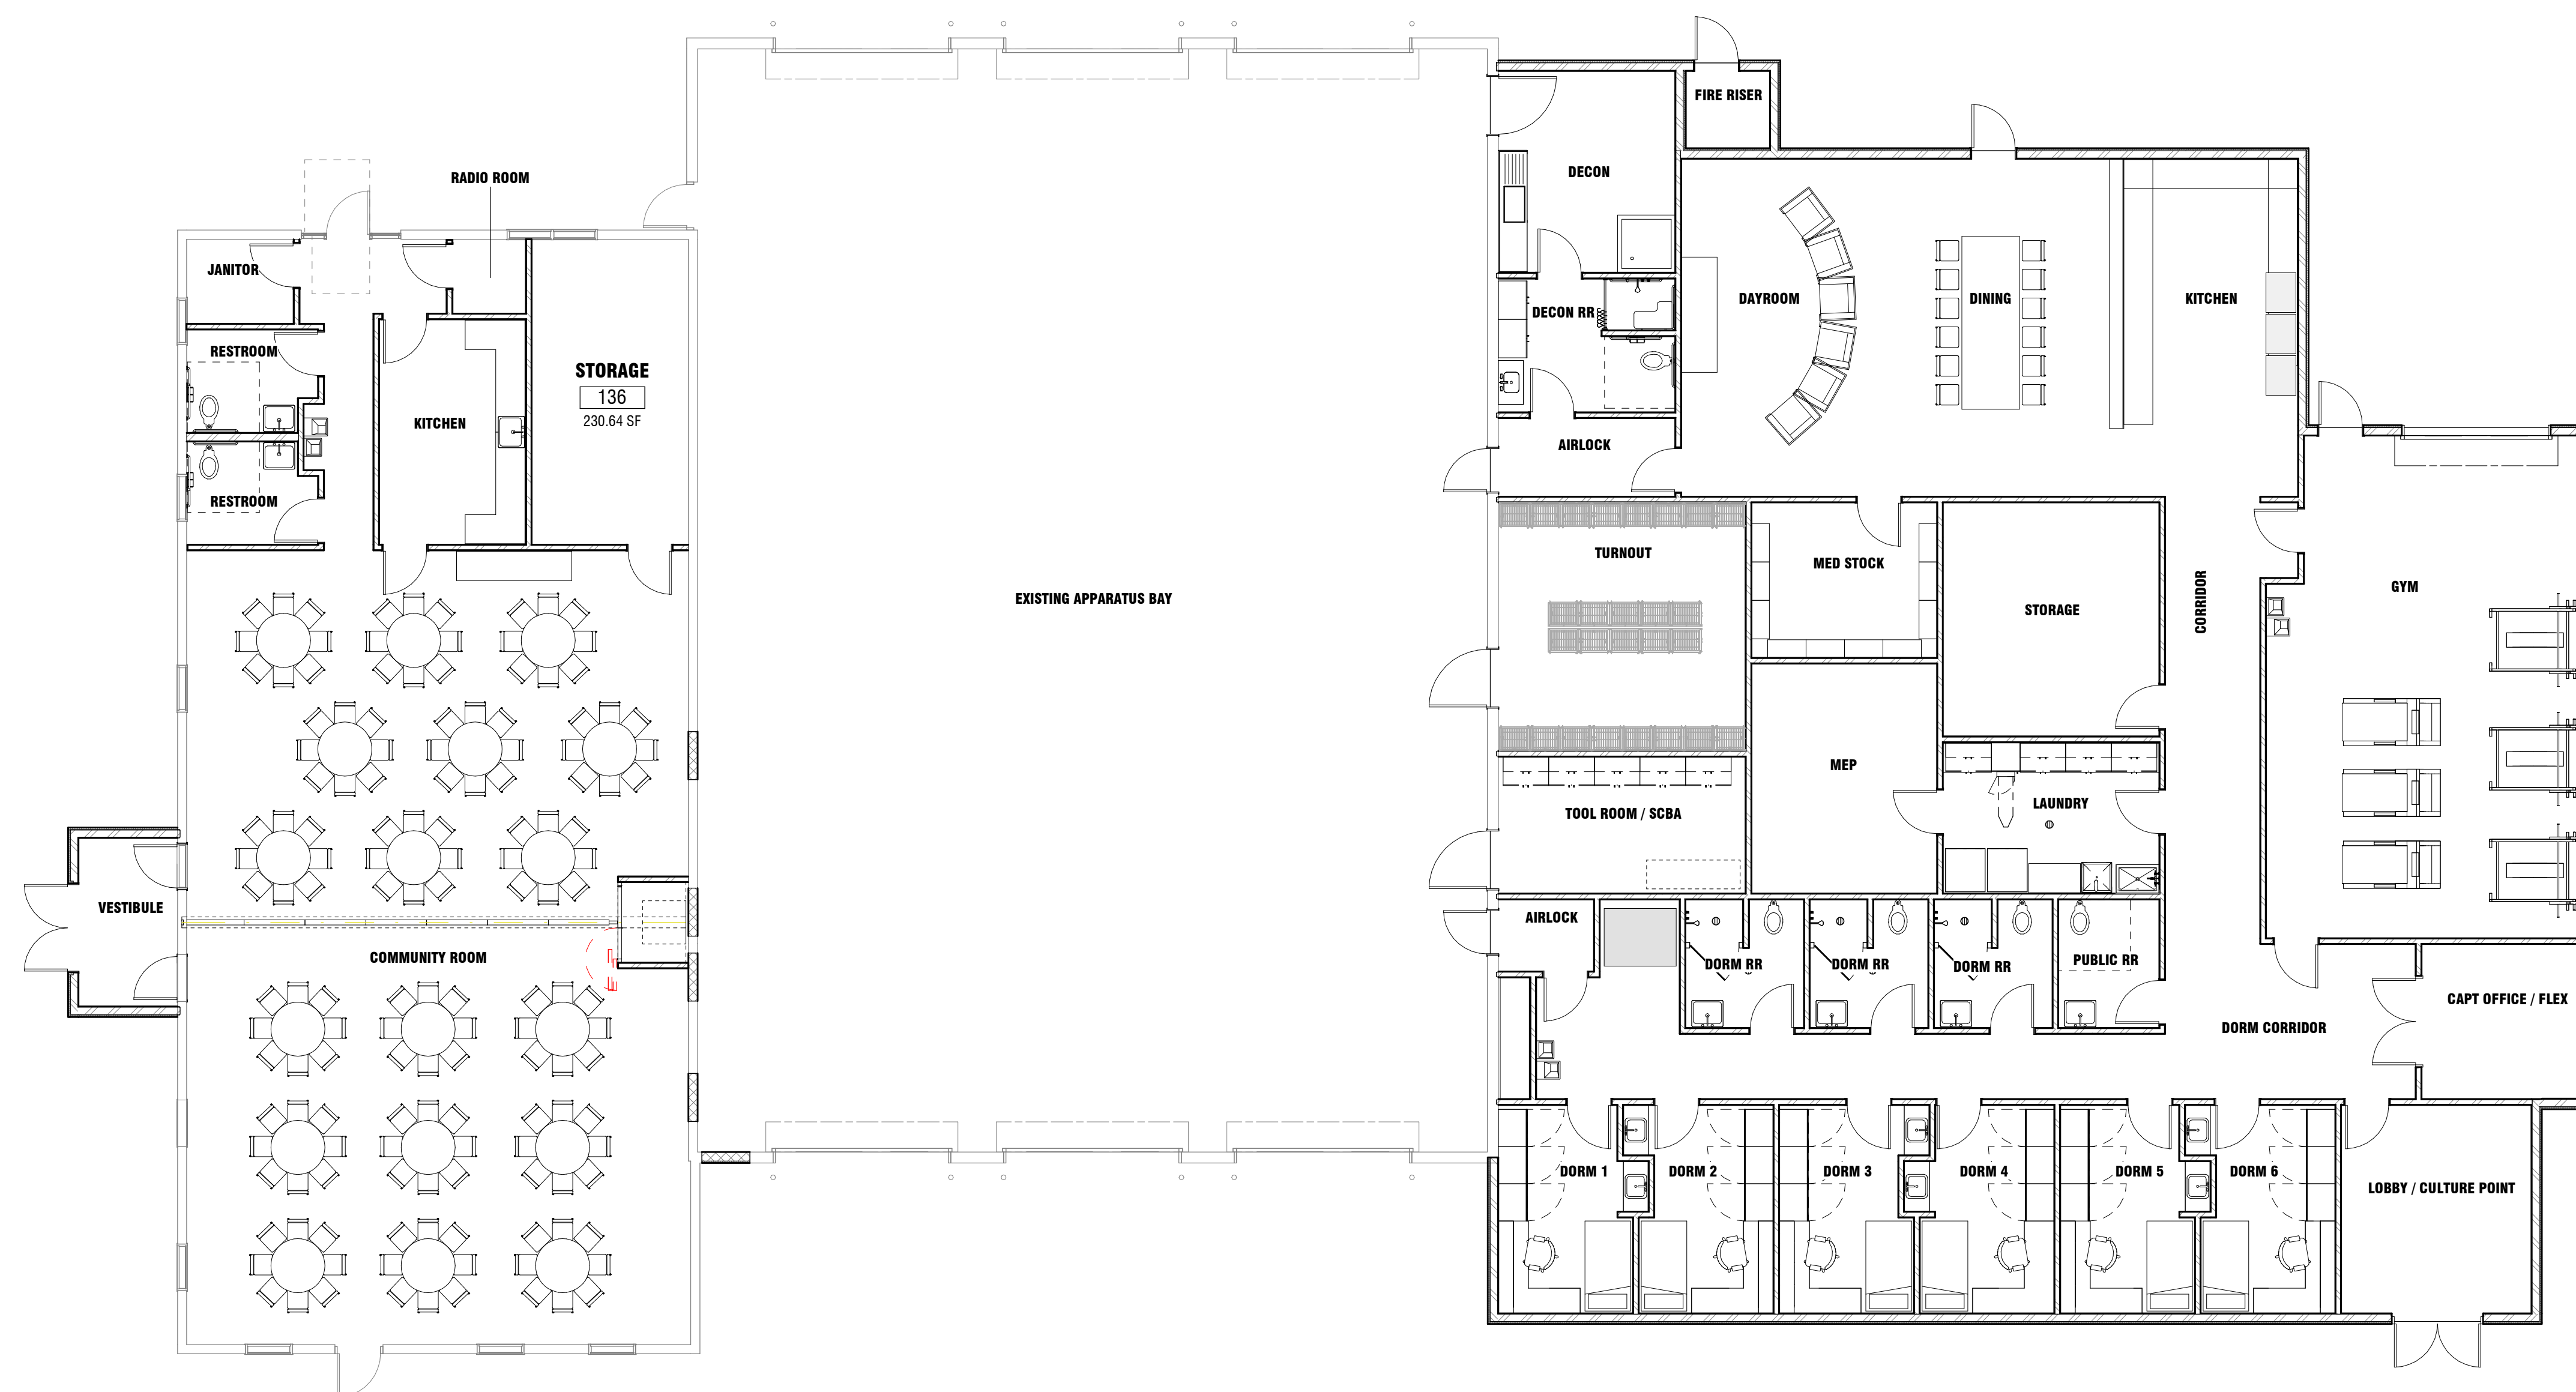 FIRE RISER
RADIO ROOM
DECON
JANITOR
DECON RR
DAYROOM
DINING
KITCHEN
RESTROOM
STORAGE
136
230.64 SF
KITCHEN
AIRLOCK
RESTROOM
TURNOUT
MED STOCK
STORAGE
CORRIDOR
GYM
EXISTING APPARATUS BAY
MEP
LAUNDRY
TOOL ROOM / SCBA
VESTIBULE
COMMUNITY ROOM
AIRLOCK
DORM RR
DORM RR
DORM RR
PUBLIC RR
DORM CORRIDOR
CAPT OFFICE / FLEX
DORM 1
DORM 2
DORM 3
DORM 4
DORM 5
DORM 6
LOBBY / CULTURE POINT